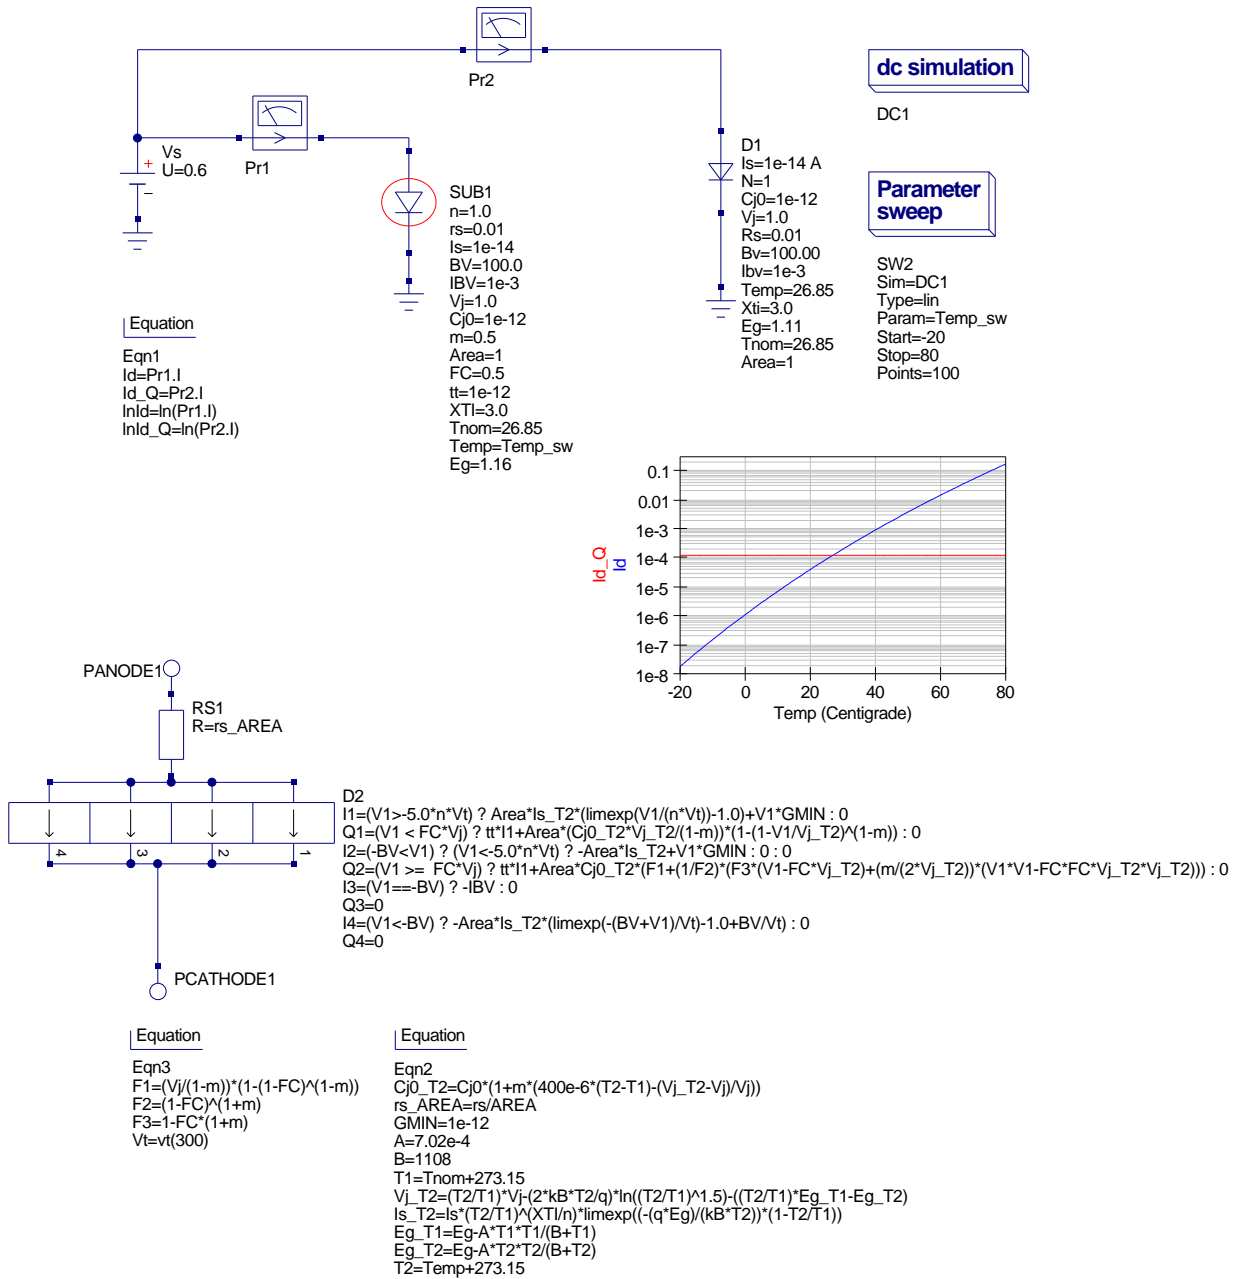 Pr2
dc simulation
DC1
Vs
U=0.6
Pr1
SUB1
n=1.0
rs=0.01
Is=1e-14
BV=100.0
IBV=1e-3
Vj=1.0
Cj0=1e-12
m=0.5
Area=1
FC=0.5
tt=1e-12
XTI=3.0
Tnom=26.85
Temp=Temp_sw
Eg=1.16
D1
Is=1e-14 A
N=1
Cj0=1e-12
Vj=1.0
Rs=0.01
Bv=100.00
Ibv=1e-3
Temp=26.85
Xti=3.0
Eg=1.11
Tnom=26.85
Area=1
Parameter
sweep
SW2
Sim=DC1
Type=lin
Param=Temp_sw
Start=-20
Stop=80
Points=100
Equation
Eqn1
Id=Pr1.I
Id_Q=Pr2.I
lnId=ln(Pr1.I)
lnId_Q=ln(Pr2.I)
0.1
0.01
1e-3
1e-4
1e-5
1e-6
1e-7
1e-8
Id_Q
Id
-20 0 20 40 60 80
Temp (Centigrade)
PANODE1
RS1
R=rs_AREA
4 3 2 1
D2
I1=(V1>-5.0*n*Vt) ? Area*Is_T2*(limexp(V1/(n*Vt))-1.0)+V1*GMIN : 0
Q1=(V1 < FC*Vj) ? tt*I1+Area*(Cj0_T2*Vj_T2/(1-m))*(1-(1-V1/Vj_T2)^(1-m)) : 0
I2=(-BV<V1) ? (V1<-5.0*n*Vt) ? -Area*Is_T2+V1*GMIN : 0 : 0
Q2=(V1 >= FC*Vj) ? tt*I1+Area*Cj0_T2*(F1+(1/F2)*(F3*(V1-FC*Vj_T2)+(m/(2*Vj_T2))*(V1*V1-FC*FC*Vj_T2*Vj_T2))) : 0
I3=(V1==-BV) ? -IBV : 0
Q3=0
I4=(V1<-BV) ? -Area*Is_T2*(limexp(-(BV+V1)/Vt)-1.0+BV/Vt) : 0
Q4=0
PCATHODE1
Equation
Eqn3
F1=(Vj/(1-m))*(1-(1-FC)^(1-m))
F2=(1-FC)^(1+m)
F3=1-FC*(1+m)
Vt=vt(300)
Equation
Eqn2
Cj0_T2=Cj0*(1+m*(400e-6*(T2-T1)-(Vj_T2-Vj)/Vj))
rs_AREA=rs/AREA
GMIN=1e-12
A=7.02e-4
B=1108
T1=Tnom+273.15
Vj_T2=(T2/T1)*Vj-(2*kB*T2/q)*ln((T2/T1)^1.5)-((T2/T1)*Eg_T1-Eg_T2)
Is_T2=Is*(T2/T1)^(XTI/n)*limexp((-(q*Eg)/(kB*T2))*(1-T2/T1))
Eg_T1=Eg-A*T1*T1/(B+T1)
Eg_T2=Eg-A*T2*T2/(B+T2)
T2=Temp+273.15